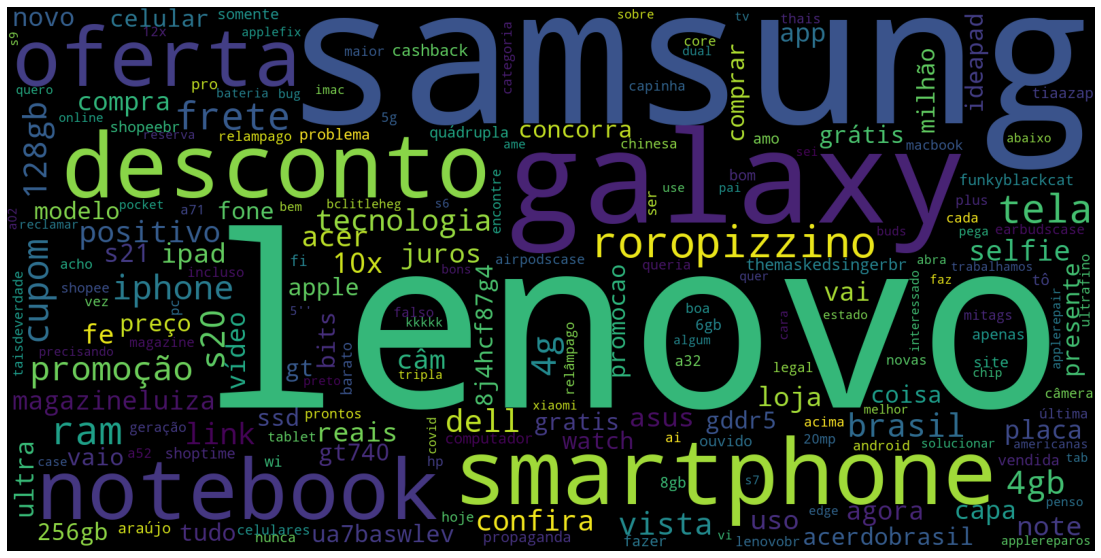 s9
quero
novo
12x
celular
somente
applefix
oferta
pro
bateria
bug
imac
maior
cashback
samsung
categoria
capinha
sobre
core
dual
tv
thais
app
comprar
milhão
ideapad
tiaazap
abaixo
online
compra
shopeebr
frete
relampago
problema
reserva
5g
quádrupla
ame
concorra
chinesa
amo
grátis
sei
macbook
128gb
desconto
galaxy
funkyblackcat
a02
reclamar
pocket
modelo
a71
bem
fone
bclitleheg
s6
tecnologia
encontre
use
pai
bom
ser
plus
cada
tela
buds
pega
earbudscase
positivo
acer
juros
roropizzino
selfie
cupom
acho
s21
ipad
incluso
fi
10x
airpodscase
queria
themaskedsingerbr
abra
trabalhamos
tô
taisdeverdade
shopee
vez
iphone
apple
bons
quer
vai
faz
interessado
ultrafino
presente
fe
preço
pc
s20
video
gt
5''
bits
falso
kkkkk
câm
8j4hcf87g4
4g
relâmpago
promocao
boa
6gb
algum
a32
cara
estado
novas
mitags
apenas
site
chip
applerepair
precisando
magazine
promoção
preto
barato
tripla
lenovo
legal
loja
coisa
câmera
magazineluiza
ssd
prontos
reais
dell
xiaomi
gratis
asus
gddr5
acima
melhor
brasil
placa
última
ultra
ram
geração
link
tablet
covid
computador
watch
ai
ouvido
20mp
android
solucionar
americanas
case
vaio
a52
shoptime
wi
gt740
hp
8gb
s7
vendida
tab
notebook
smartphone
4gb
penso
256gb
araújo
tudo
nunca
celulares
ua7baswlev
hoje
propaganda
confira
fazer
vista
vi
lenovobr
uso
edge
agora
acerdobrasil
capa
note
applereparos